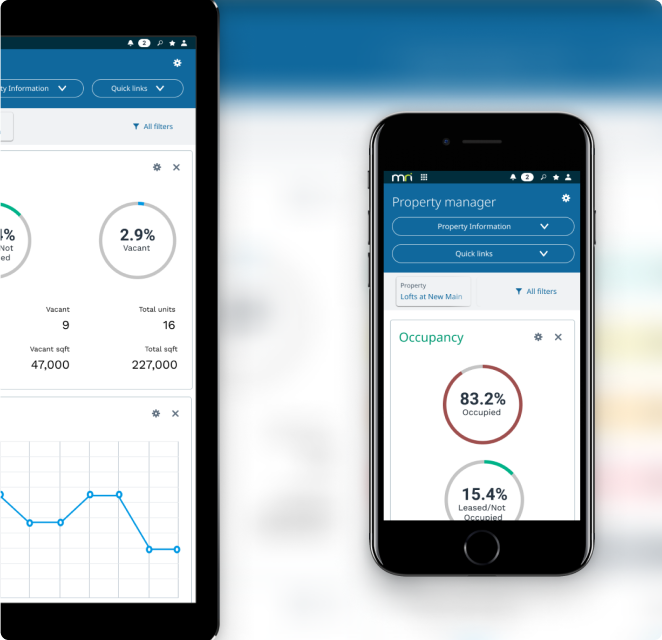 2
ty Information
Quick links
All filters
4%
Not
ed
2.9%
Vacant
Vacant
Total units
9
16
Vacant sqft
Total sqft
47,000
227,000
mri
2
Property manager
Property Information
Quick links
Property
Lofts at New Main
All filters
Occupancy
83.2%
Occupied
15.4%
Leased/Not
Occupied